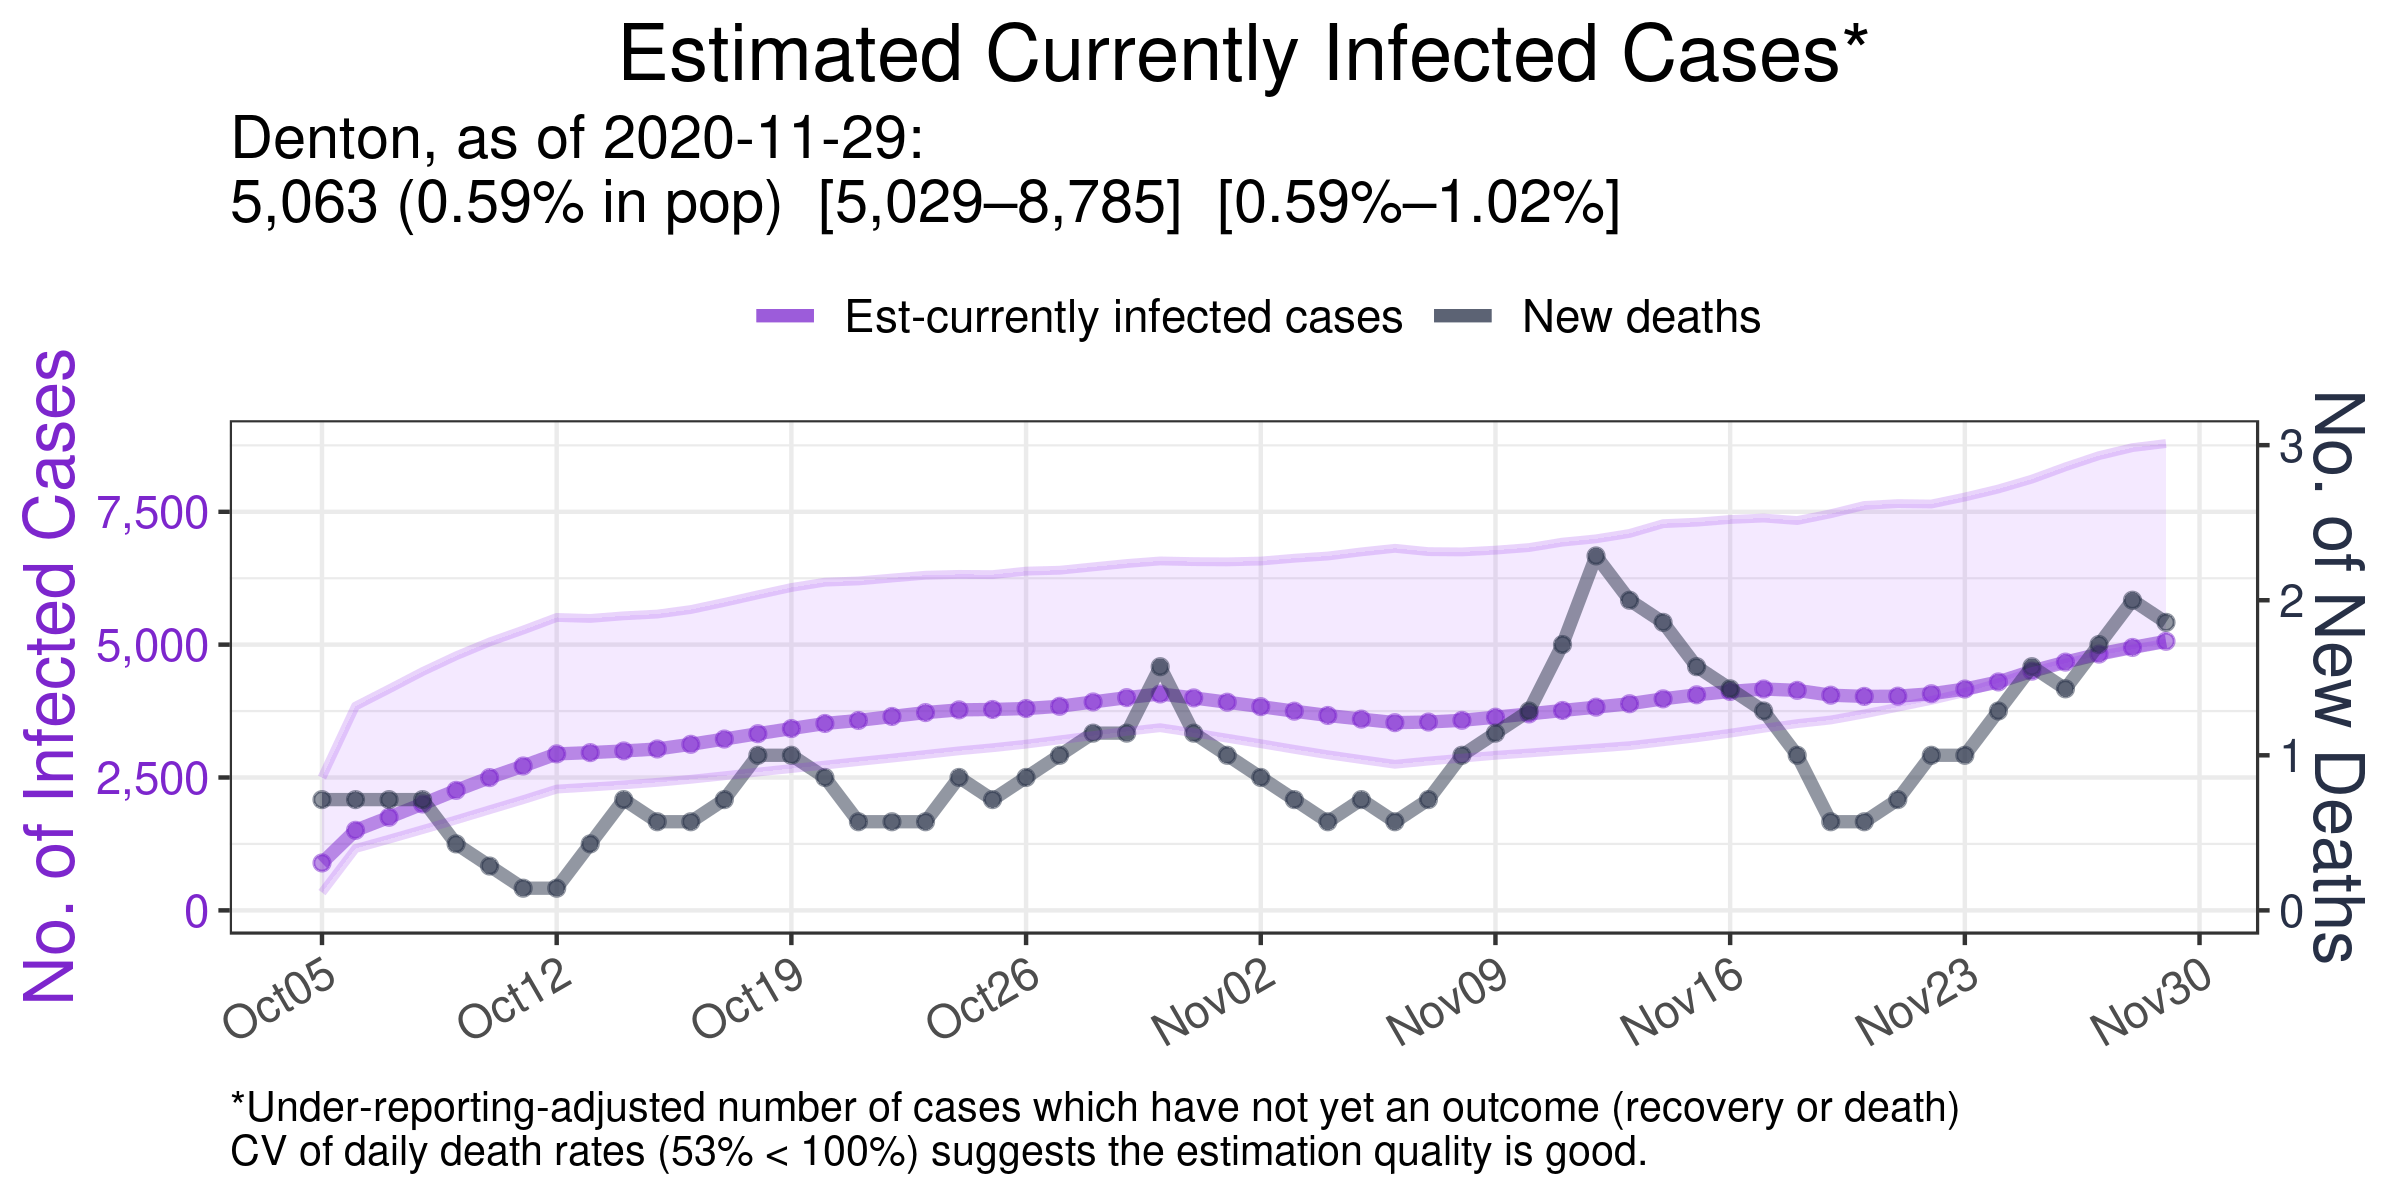 Estimated Currently Infected Cases*
Denton, as of 2020-11-29:
5,063 (0.59% in pop)  [5,029–8,785]  [0.59%–1.02%]
Est-currently infected cases
New deaths
No. of Infected Cases
7,500
5,000
2,500
0
3
2
1
0
No. of New Deaths
Oct05
Oct12
Oct19
Oct26
Nov02
Nov09
Nov16
Nov23
Nov30
*Under-reporting-adjusted number of cases which have not yet an outcome (recovery or death)
CV of daily death rates (53% < 100%) suggests the estimation quality is good.